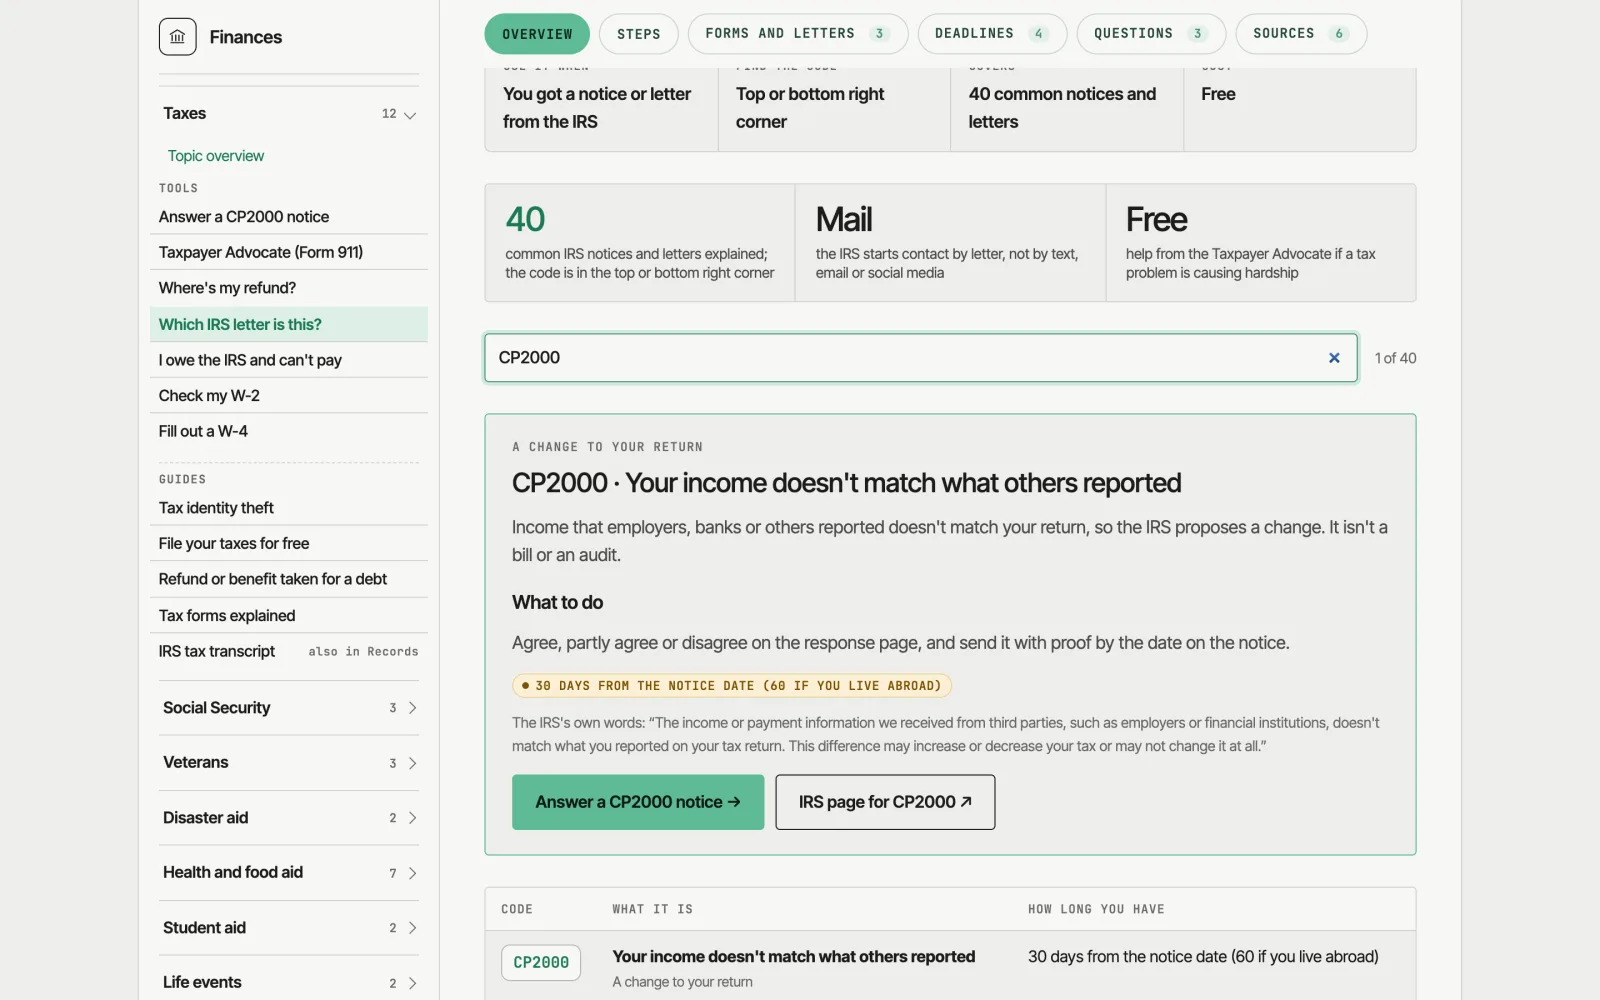 Finances
Taxes 12
Topic overview
TOOLS
Answer a CP2000 notice
Taxpayer Advocate (Form 911)
Where's my refund?
Which IRS letter is this?
I owe the IRS and can't pay
Check my W-2
Fill out a W-4
GUIDES
Tax identity theft
File your taxes for free
Refund or benefit taken for a debt
Tax forms explained
IRS tax transcript also in Records
Social Security 3
Veterans 3
Disaster aid 2
Health and food aid 7
Student aid 2
Life events 2
OVERVIEW STEPS FORMS AND LETTERS 3 DEADLINES 4 QUESTIONS 3 SOURCES 6
You got a notice or letter
from the IRS
Top or bottom right
corner
40 common notices and
letters
Free
40
common IRS notices and letters explained;
the code is in the top or bottom right corner
Mail
the IRS starts contact by letter, not by text,
email or social media
Free
help from the Taxpayer Advocate if a tax
problem is causing hardship
CP2000 1 of 40
A CHANGE TO YOUR RETURN
CP2000 · Your income doesn't match what others reported
Income that employers, banks or others reported doesn't match your return, so the IRS proposes a change. It isn't a
bill or an audit.
What to do
Agree, partly agree or disagree on the response page, and send it with proof by the date on the notice.
30 DAYS FROM THE NOTICE DATE (60 IF YOU LIVE ABROAD)
The IRS's own words: “The income or payment information we received from third parties, such as employers or financial institutions, doesn't
match what you reported on your tax return. This difference may increase or decrease your tax or may not change it at all.”
Answer a CP2000 notice → IRS page for CP2000 ↗
CODE WHAT IT IS HOW LONG YOU HAVE
CP2000 Your income doesn't match what others reported 30 days from the notice date (60 if you live abroad)
A change to your return